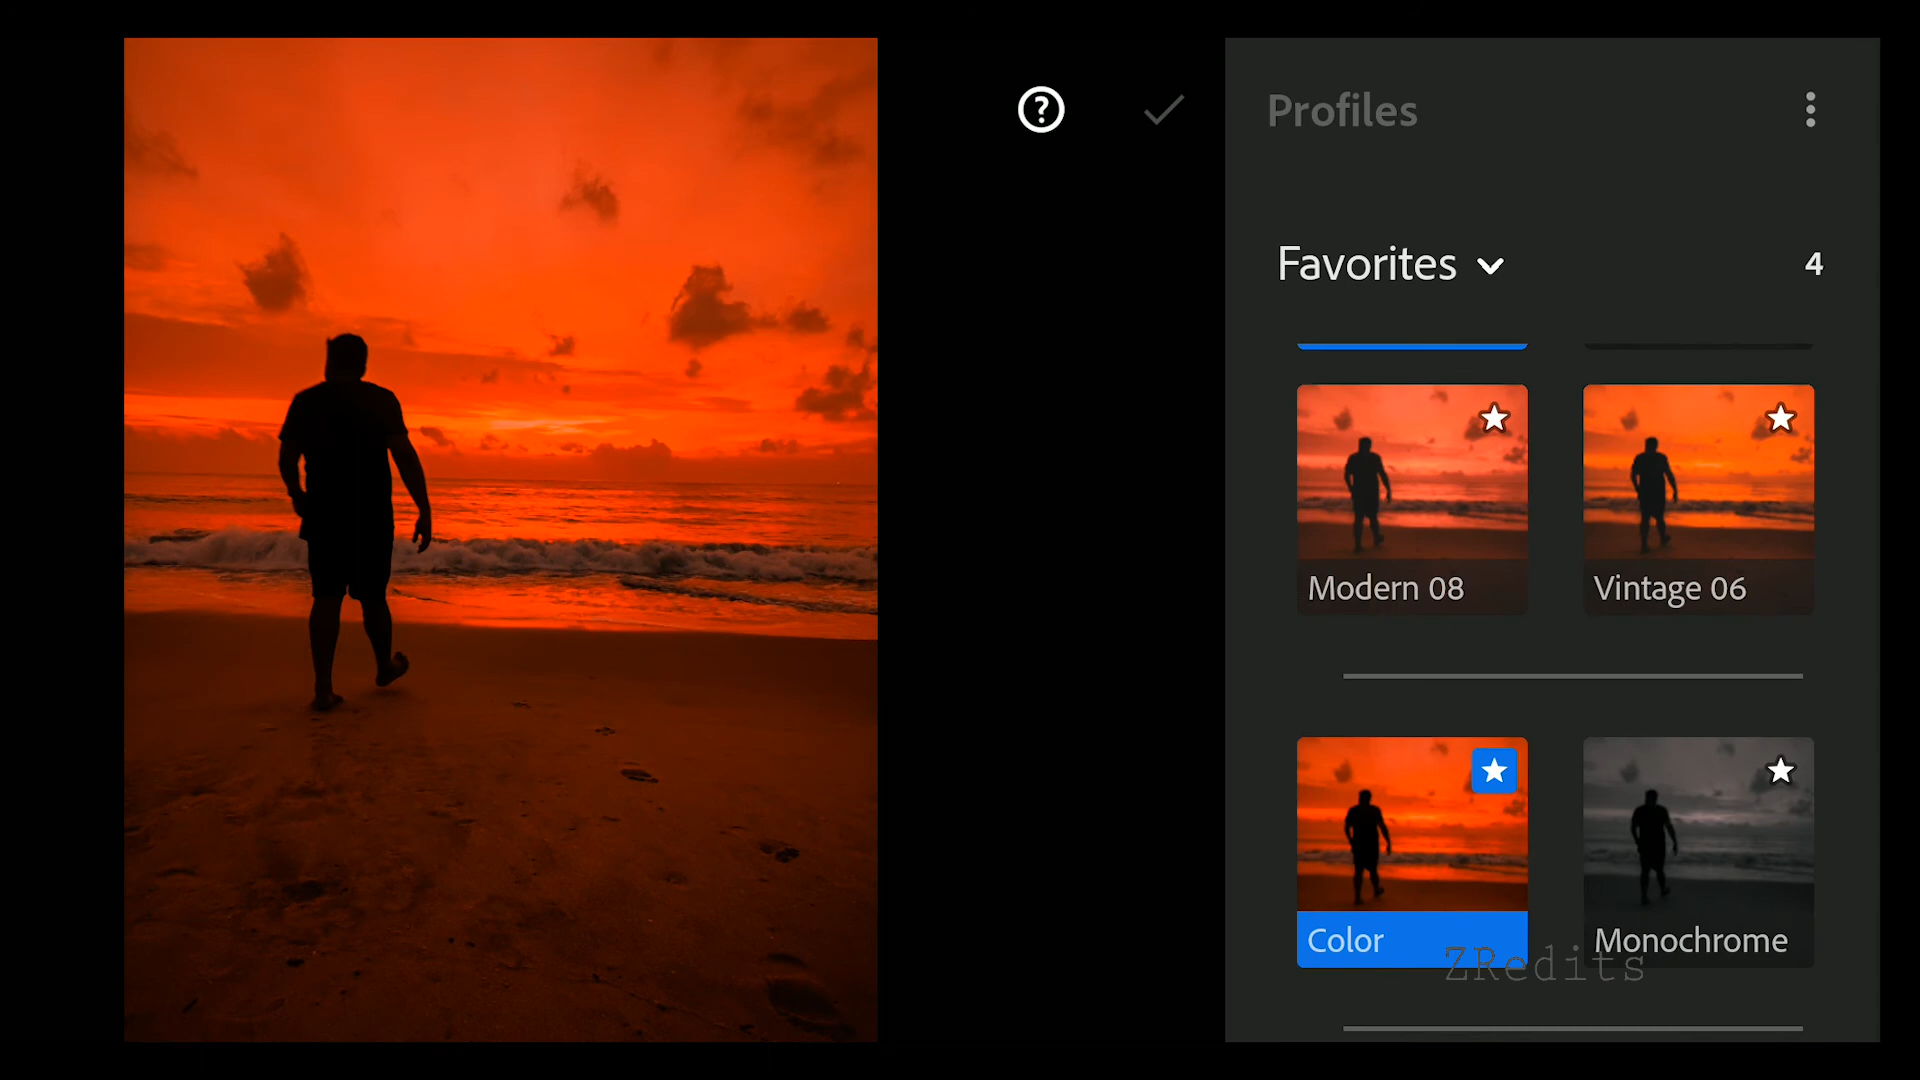 Profiles
Favorites
4
Modern 08
Vintage 06
Color
Monochrome
ZRedits